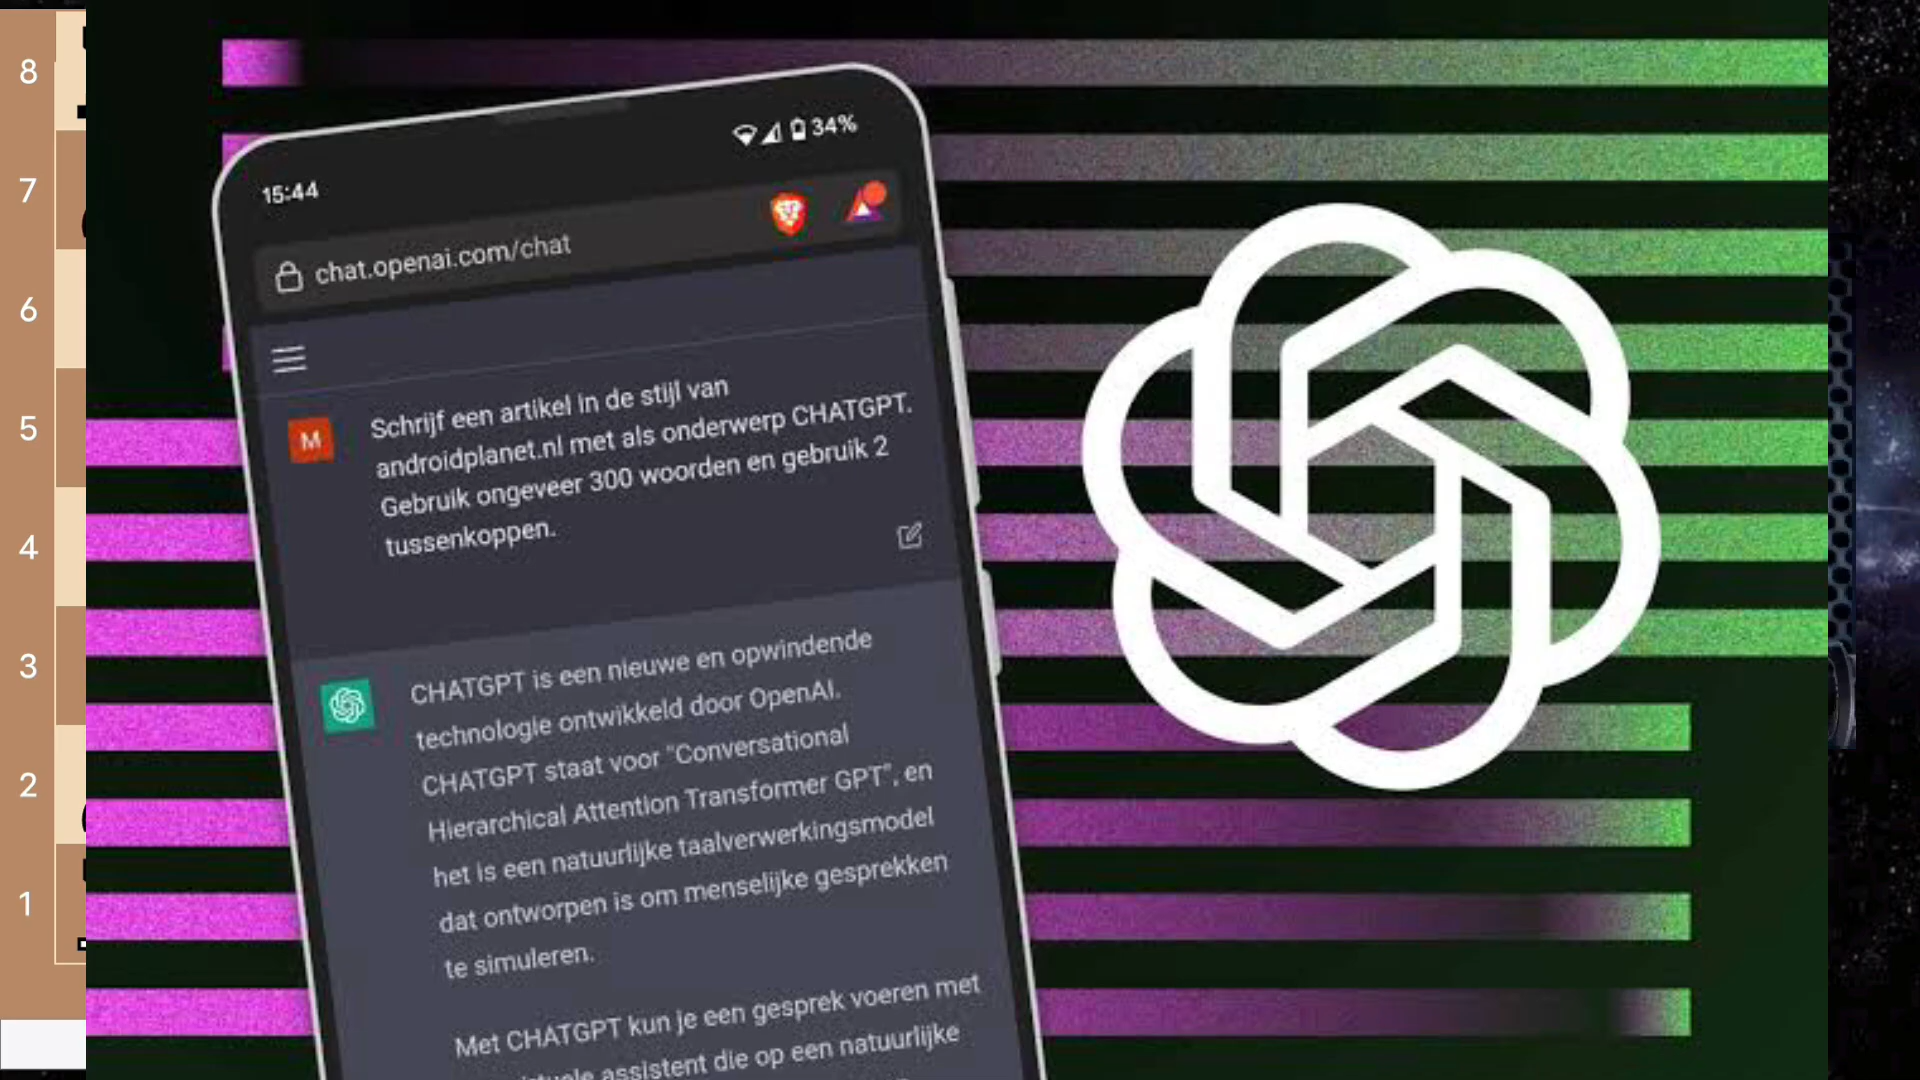 8
7
6
5
4
3
2
1
15:44
34%
chat.openai.com/chat
M
Schrijf een artikel in de stijl van
androidplanet.nl met als onderwerp CHATGPT.
Gebruik ongeveer 300 woorden en gebruik 2
tussenkoppen.
CHATGPT is een nieuwe en opwindende
technologie ontwikkeld door OpenAI.
CHATGPT staat voor "Conversational
Hierarchical Attention Transformer GPT", en
het is een natuurlijke taalverwerkingsmodel
dat ontworpen is om menselijke gesprekken
te simuleren.
Met CHATGPT kun je een gesprek voeren met
assistent die op een natuurlijke